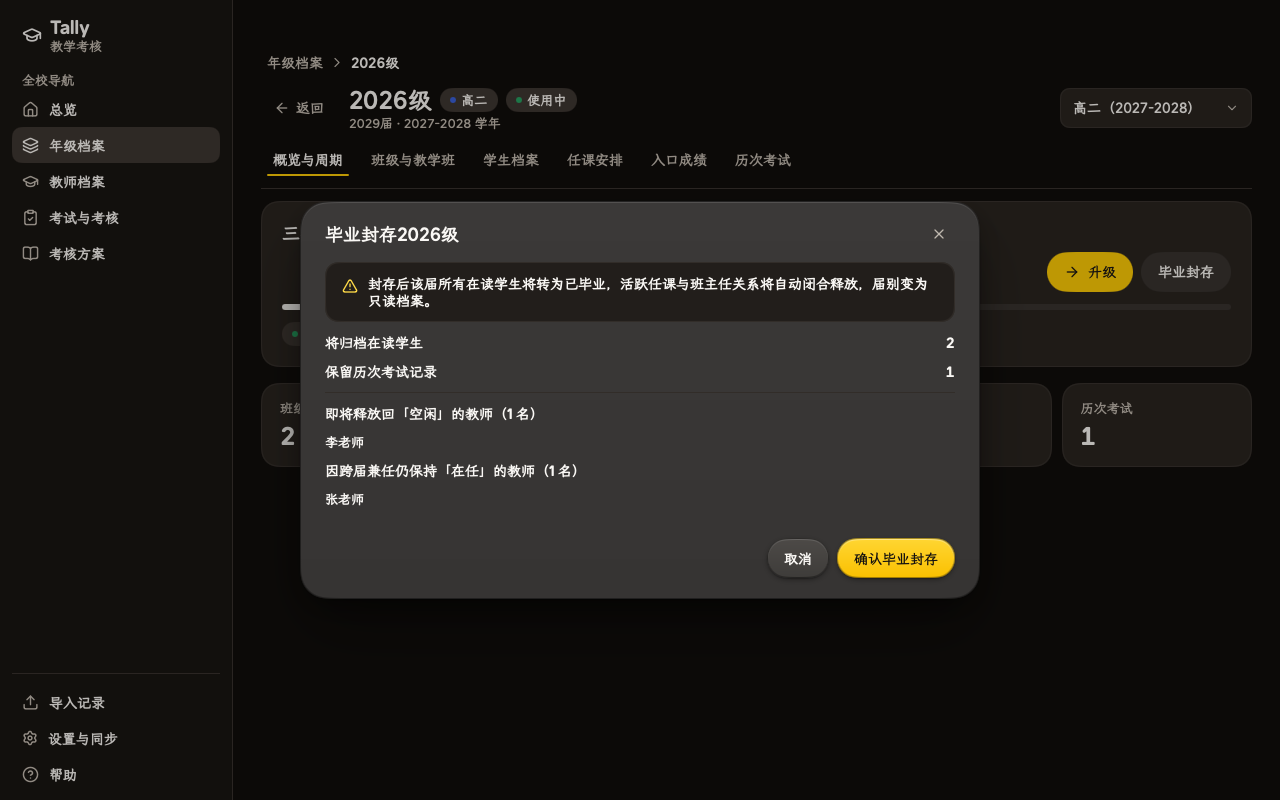 Tally
教学考核
全校导航
总览
年级档案
教师档案
考试与考核
考核方案
导入记录
设置与同步
帮助
年级档案 > 2026级
返回
2026级
高二
使用中
2029届 · 2027-2028 学年
高二（2027-2028）
概览与周期
班级与教学班
学生档案
任课安排
入口成绩
历次考试
三
升级
毕业封存
班级
2
历次考试
1
毕业封存2026级
封存后该届所有在读学生将转为已毕业，活跃任课与班主任关系将自动闭合释放，届别变为
只读档案。
将归档在读学生 2
保留历次考试记录 1
即将释放回「空闲」的教师（1 名）
李老师
因跨届兼任仍保持「在任」的教师（1 名）
张老师
取消
确认毕业封存